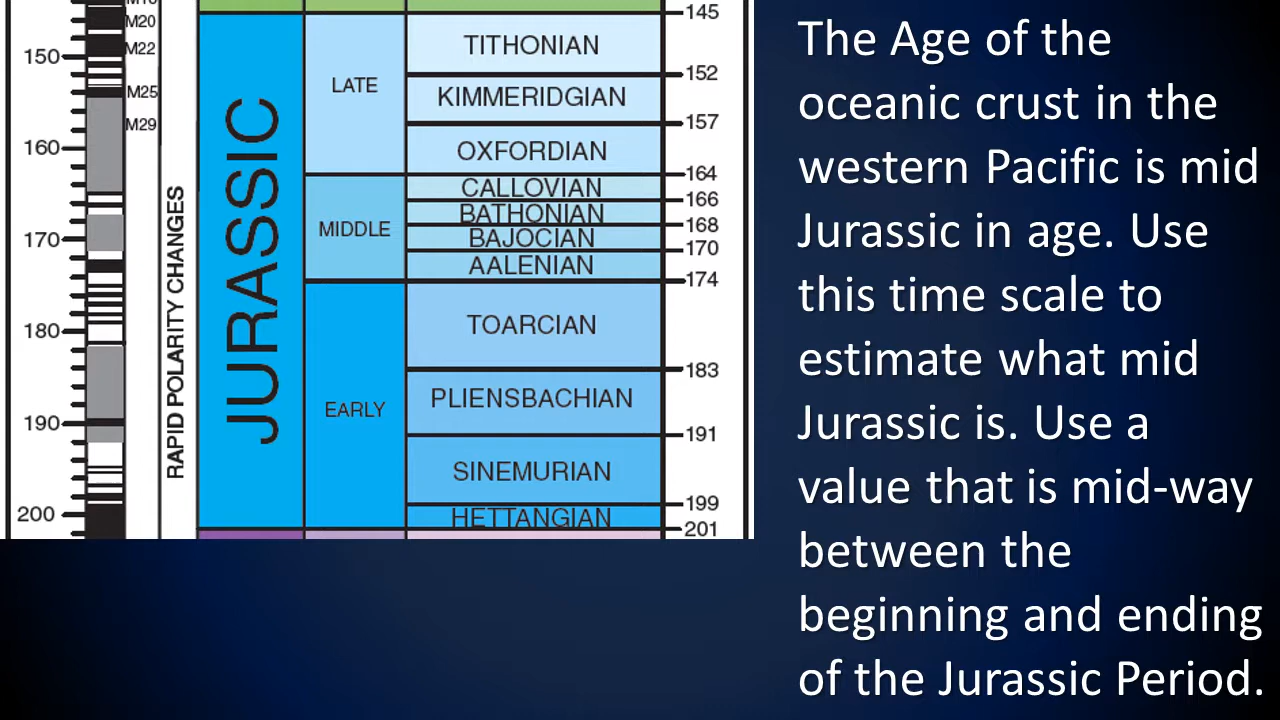 M20
M22
150
M25
M29
160
170
180
190
200
RAPID POLARITY CHANGES
JURASSIC
LATE
MIDDLE
EARLY
TITHONIAN
KIMMERIDGIAN
OXFORDIAN
CALLOVIAN
BATHONIAN
BAJOCIAN
AALENIAN
TOARCIAN
PLIENSBACHIAN
SINEMURIAN
HETTANGIAN
145
152
157
164
166
168
170
174
183
191
199
201
The Age of the
oceanic crust in the
western Pacific is mid
Jurassic in age. Use
this time scale to
estimate what mid
Jurassic is. Use a
value that is mid-way
between the
beginning and ending
of the Jurassic Period.